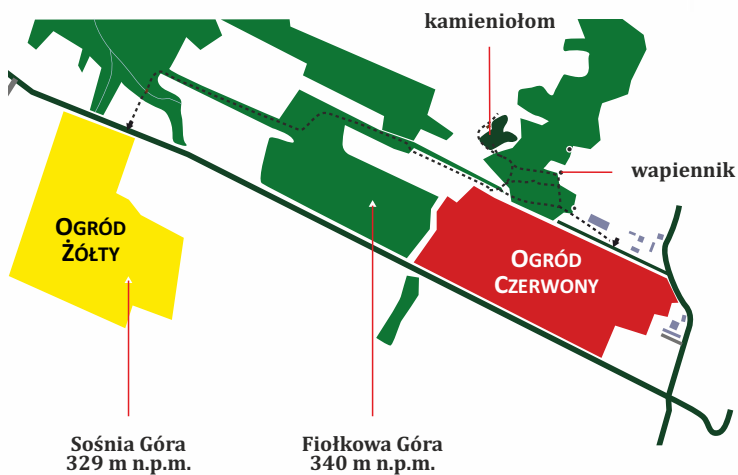 kamieniołom
wapiennik
OGRÓD
ŻÓŁTY
OGRÓD
CZERWONY
Sośnia Góra
329 m n.p.m.
Fiołkowa Góra
340 m n.p.m.